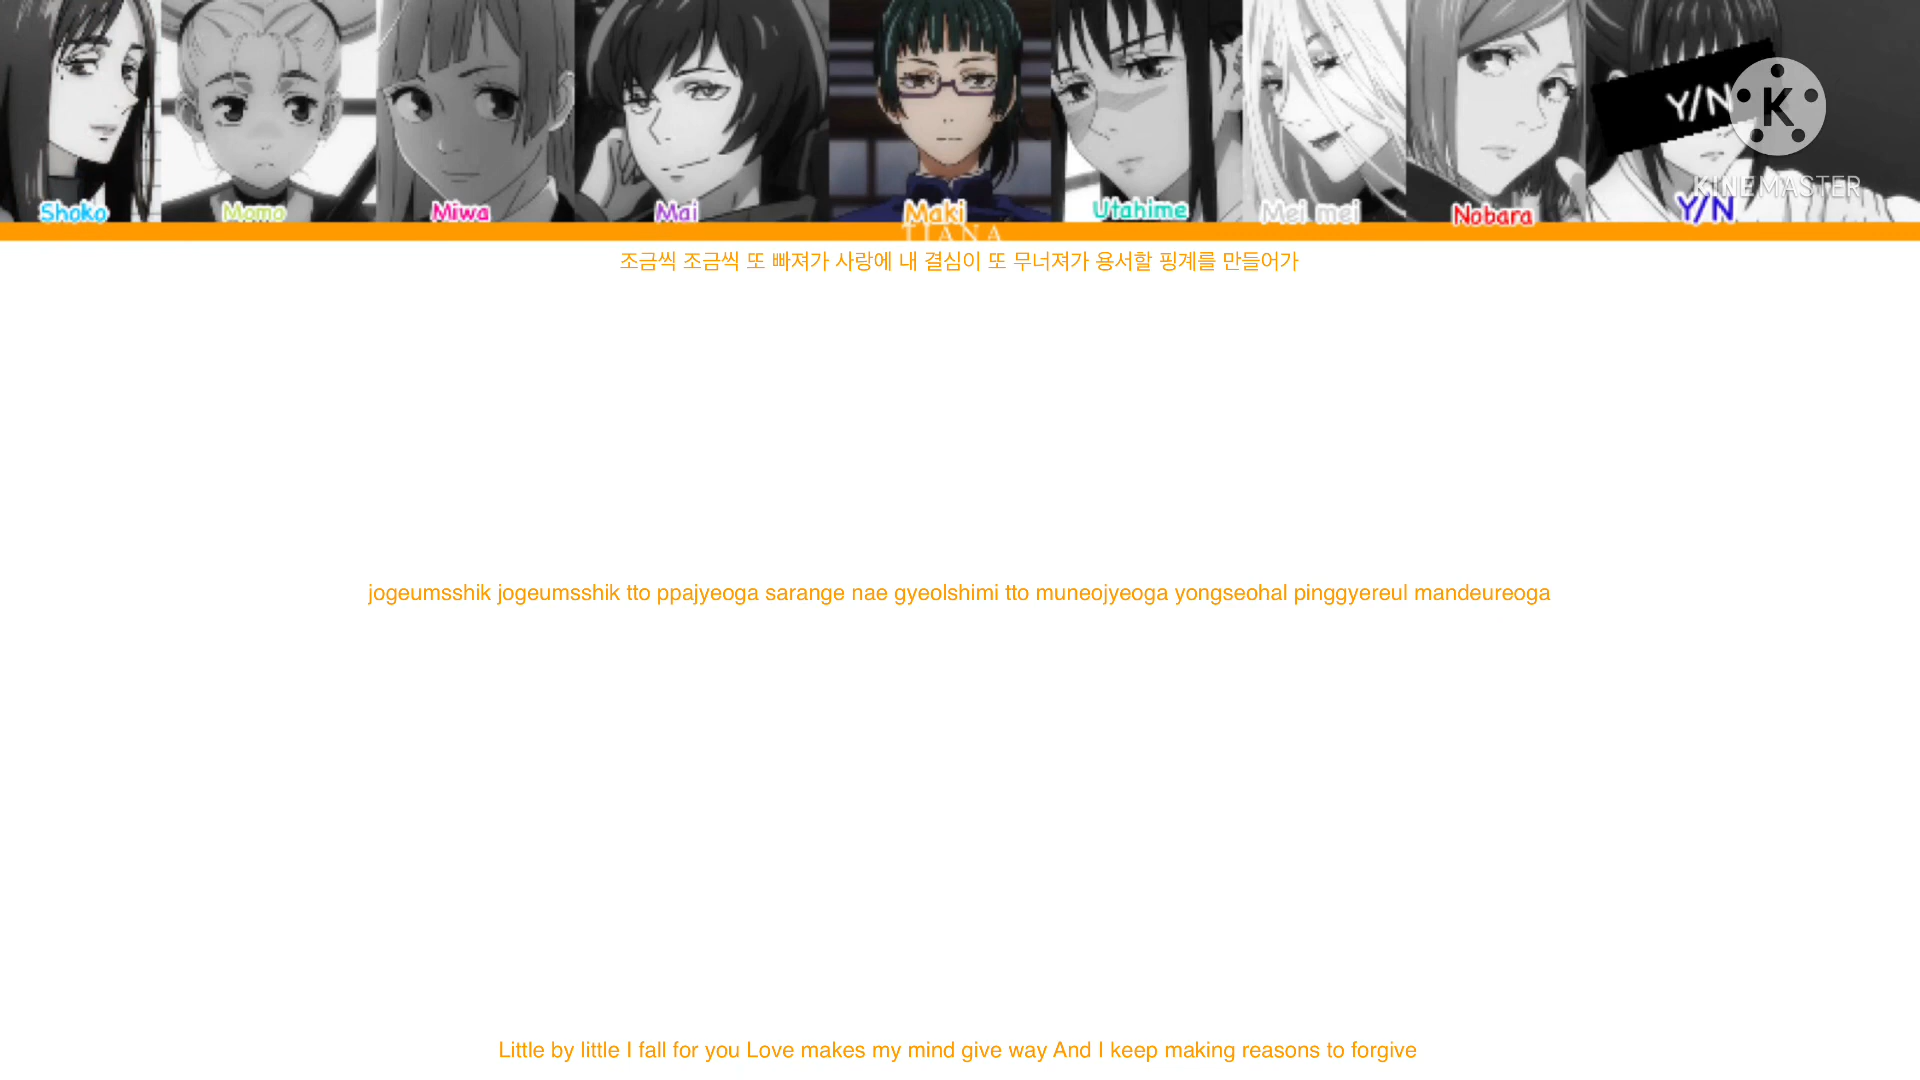 Y/N
K
KINEMASTER
Shoko
Momo
Miwa
Mai
Maki
Utahime
Mei mei
Nobara
Y/N
TIANA
조금씩 조금씩 또 빠져가 사랑에 내 결심이 또 무너져가 용서할 핑계를 만들어가
jogeumsshik jogeumsshik tto ppajyeoga sarange nae gyeolshimi tto muneojyeoga yongseohal pinggyereul mandeureoga
Little by little I fall for you Love makes my mind give way And I keep making reasons to forgive